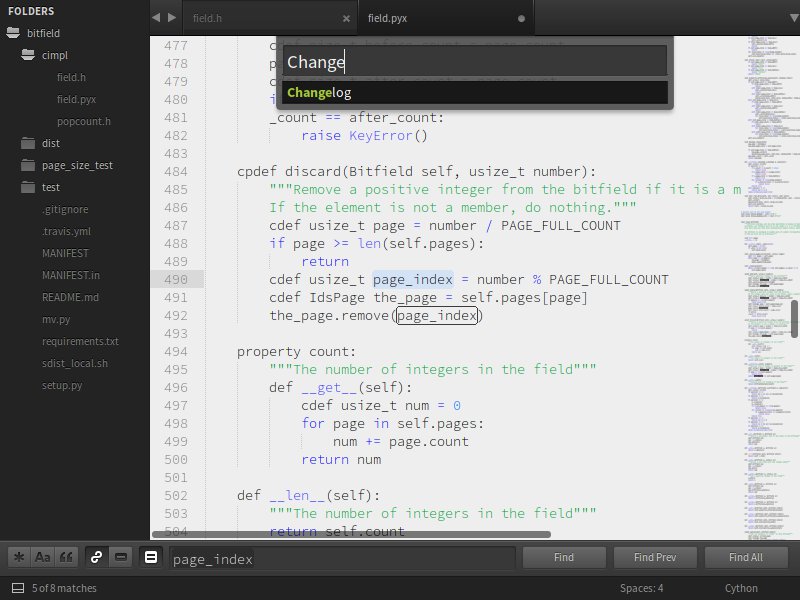 FOLDERS
bitfield
cimpl
field.h
field.pyx
popcount.h
dist
page_size_test
test
.gitignore
.travis.yml
MANIFEST
MANIFEST.in
README.md
mv.py
requirements.txt
sdist_local.sh
setup.py
field.h
field.pyx
Change
Changelog
477
478
479
480
481 _count == after_count:
482 raise KeyError()
483
484 cpdef discard(Bitfield self, usize_t number):
485 """Remove a positive integer from the bitfield if it is a m
486 If the element is not a member, do nothing."""
487 cdef usize_t page = number / PAGE_FULL_COUNT
488 if page >= len(self.pages):
489 return
490 cdef usize_t page_index = number % PAGE_FULL_COUNT
491 cdef IdsPage the_page = self.pages[page]
492 the_page.remove(page_index)
493
494 property count:
495 """The number of integers in the field"""
496 def __get__(self):
497 cdef usize_t num = 0
498 for page in self.pages:
499 num += page.count
500 return num
501
502 def __len__(self):
503 """The number of integers in the field"""
504 return self.count
Aa
page_index
Find
Find Prev
Find All
5 of 8 matches
Spaces: 4
Cython